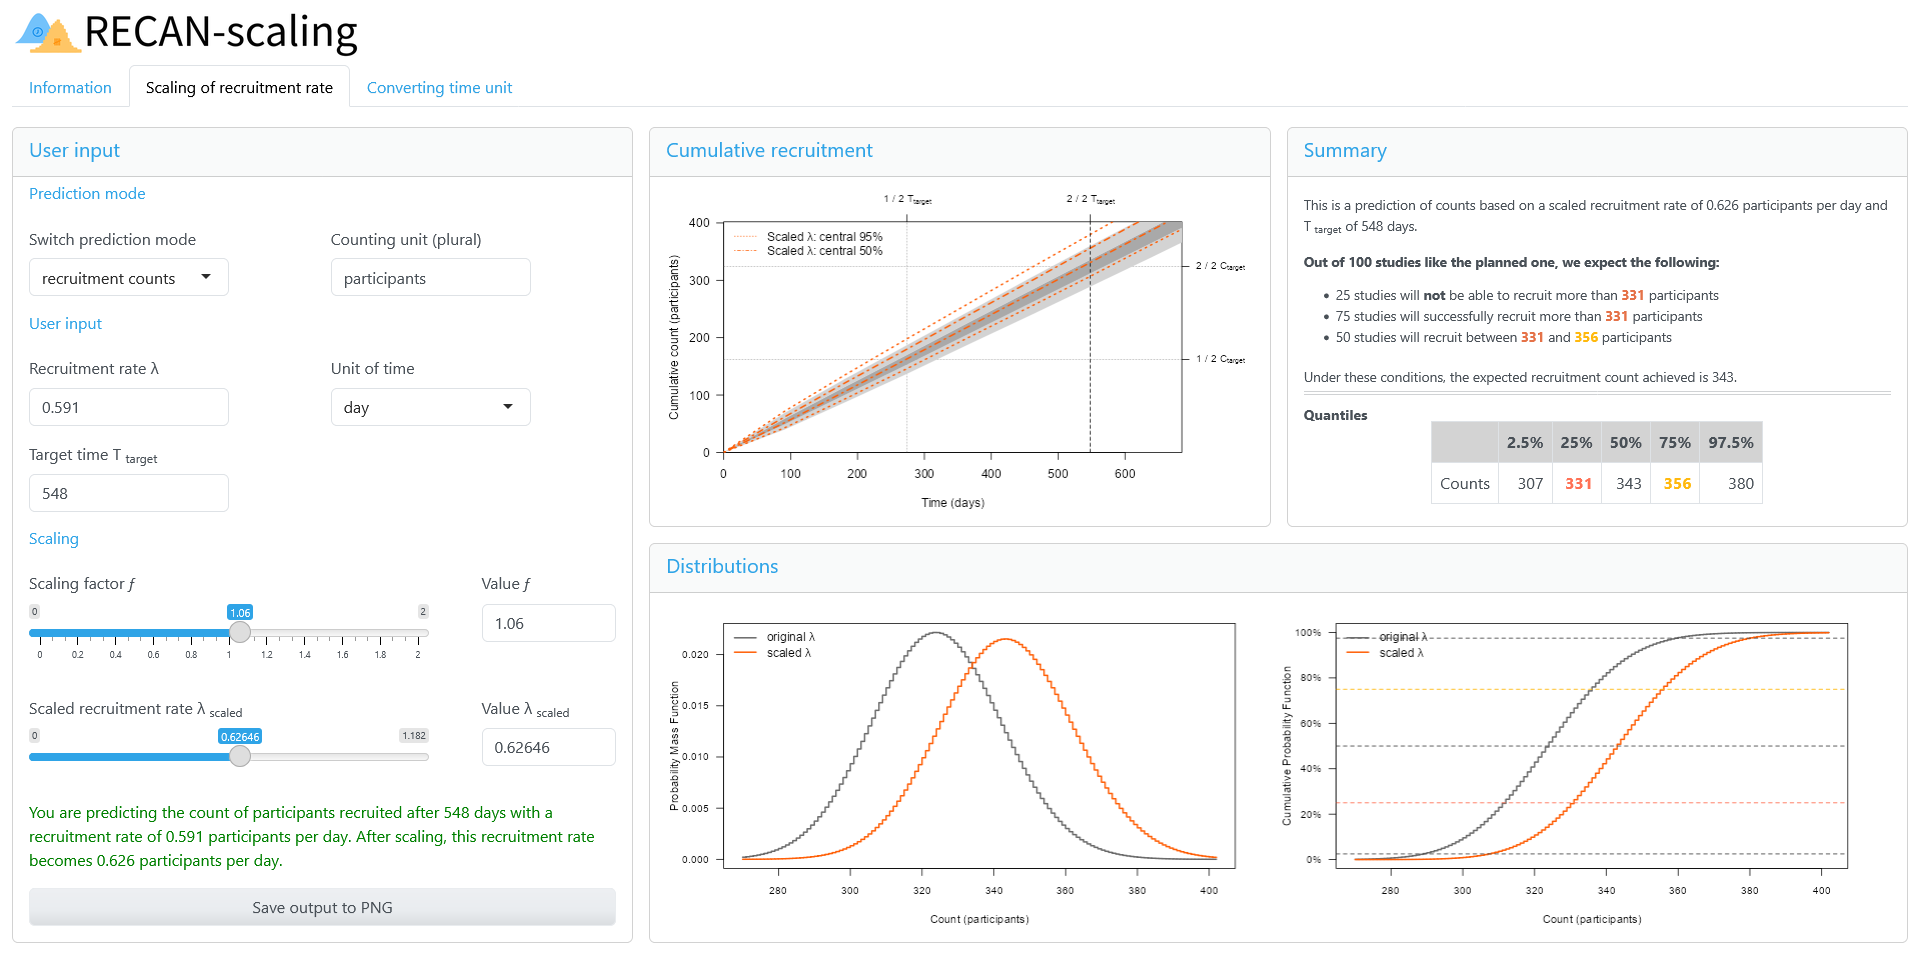 RECAN-scaling
Information
Scaling of recruitment rate
Converting time unit
User input
Prediction mode
Switch prediction mode
Counting unit (plural)
recruitment counts
participants
User input
Recruitment rate λ
Unit of time
0.591
day
Target time T target
548
Scaling
Scaling factor f
Value f
0
1.06
2
1.06
0 0.2 0.4 0.6 0.8 1 1.2 1.4 1.6 1.8 2
Scaled recruitment rate λ scaled
Value λ scaled
0
0.62646
1.182
0.62646
You are predicting the count of participants recruited after 548 days with a
recruitment rate of 0.591 participants per day. After scaling, this recruitment rate
becomes 0.626 participants per day.
Save output to PNG
Cumulative recruitment
1 / 2 Ttarget
2 / 2 Ttarget
Scaled λ: central 95%
Scaled λ: central 50%
2 / 2 Ctarget
1 / 2 Ctarget
Cumulative count (participants)
400
300
200
100
0
0 100 200 300 400 500 600
Time (days)
Summary
This is a prediction of counts based on a scaled recruitment rate of 0.626 participants per day and
T target of 548 days.
Out of 100 studies like the planned one, we expect the following:
• 25 studies will not be able to recruit more than 331 participants
• 75 studies will successfully recruit more than 331 participants
• 50 studies will recruit between 331 and 356 participants
Under these conditions, the expected recruitment count achieved is 343.
Quantiles
2.5% 25% 50% 75% 97.5%
Counts 307 331 343 356 380
Distributions
original λ
scaled λ
Probability Mass Function
0.020
0.015
0.010
0.005
0.000
280 300 320 340 360 380 400
Count (participants)
original λ
scaled λ
Cumulative Probability Function
100%
80%
60%
40%
20%
0%
280 300 320 340 360 380 400
Count (participants)